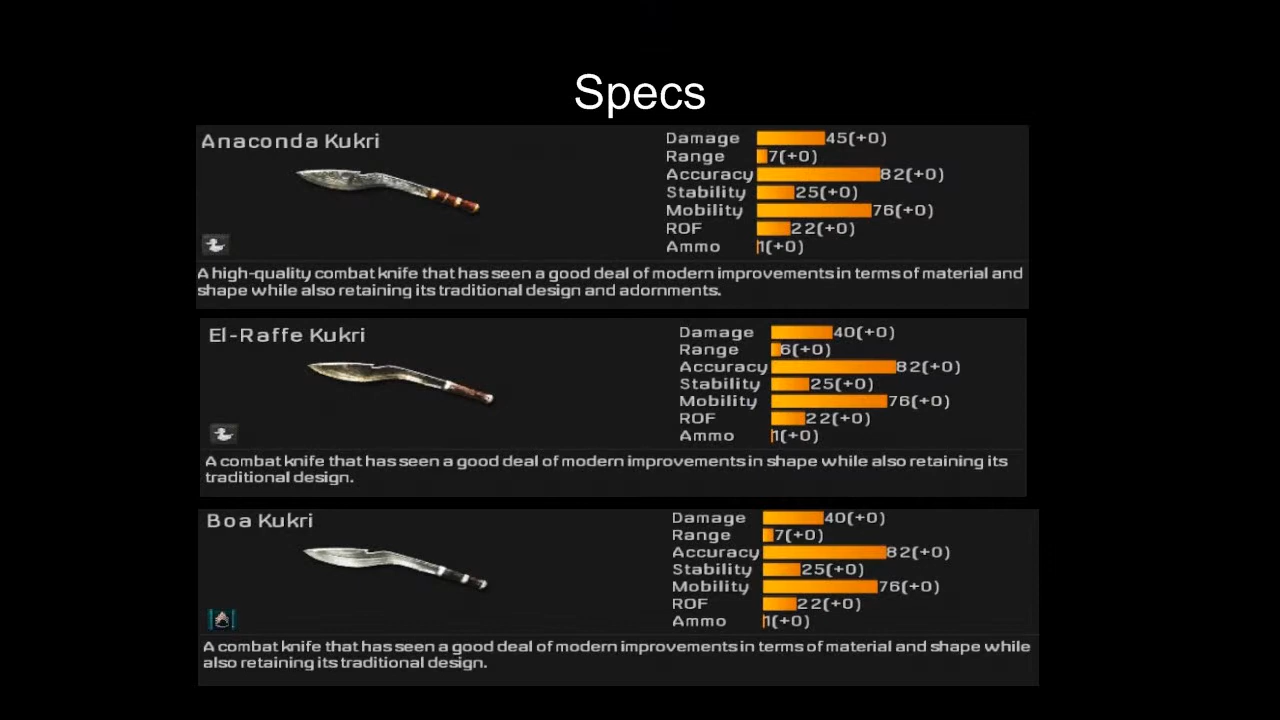 Specs
Anaconda Kukri
Damage 45(+0)
Range 7(+0)
Accuracy 82(+0)
Stability 25(+0)
Mobility 76(+0)
ROF 22(+0)
Ammo 1(+0)
A high-quality combat knife that has seen a good deal of modern improvements in terms of material and
shape while also retaining its traditional design and adornments.
El-Raffe Kukri
Damage 40(+0)
Range 6(+0)
Accuracy 82(+0)
Stability 25(+0)
Mobility 76(+0)
ROF 22(+0)
Ammo 1(+0)
A combat knife that has seen a good deal of modern improvements in shape while also retaining its
traditional design.
Boa Kukri
Damage 40(+0)
Range 7(+0)
Accuracy 82(+0)
Stability 25(+0)
Mobility 76(+0)
ROF 22(+0)
Ammo 1(+0)
A combat knife that has seen a good deal of modern improvements in terms of material and shape while
also retaining its traditional design.